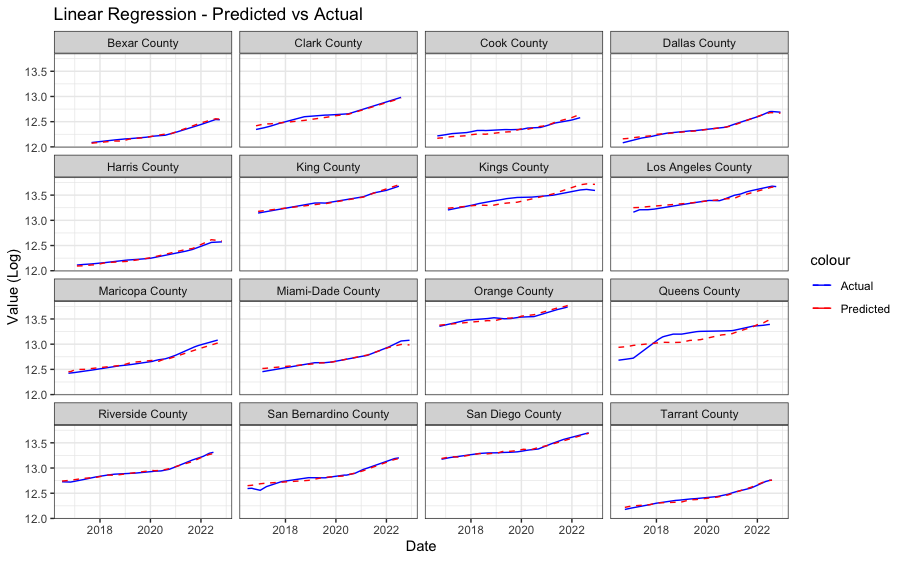 Linear Regression - Predicted vs Actual
Bexar County
Clark County
Cook County
Dallas County
13.5
13.0
12.5
12.0
Harris County
King County
Kings County
Los Angeles County
13.5
13.0
12.5
12.0
Maricopa County
Miami-Dade County
Orange County
Queens County
13.5
13.0
12.5
12.0
Riverside County
San Bernardino County
San Diego County
Tarrant County
13.5
13.0
12.5
12.0
2018 2020 2022
2018 2020 2022
2018 2020 2022
2018 2020 2022
Date
Value (Log)
colour
Actual
Predicted